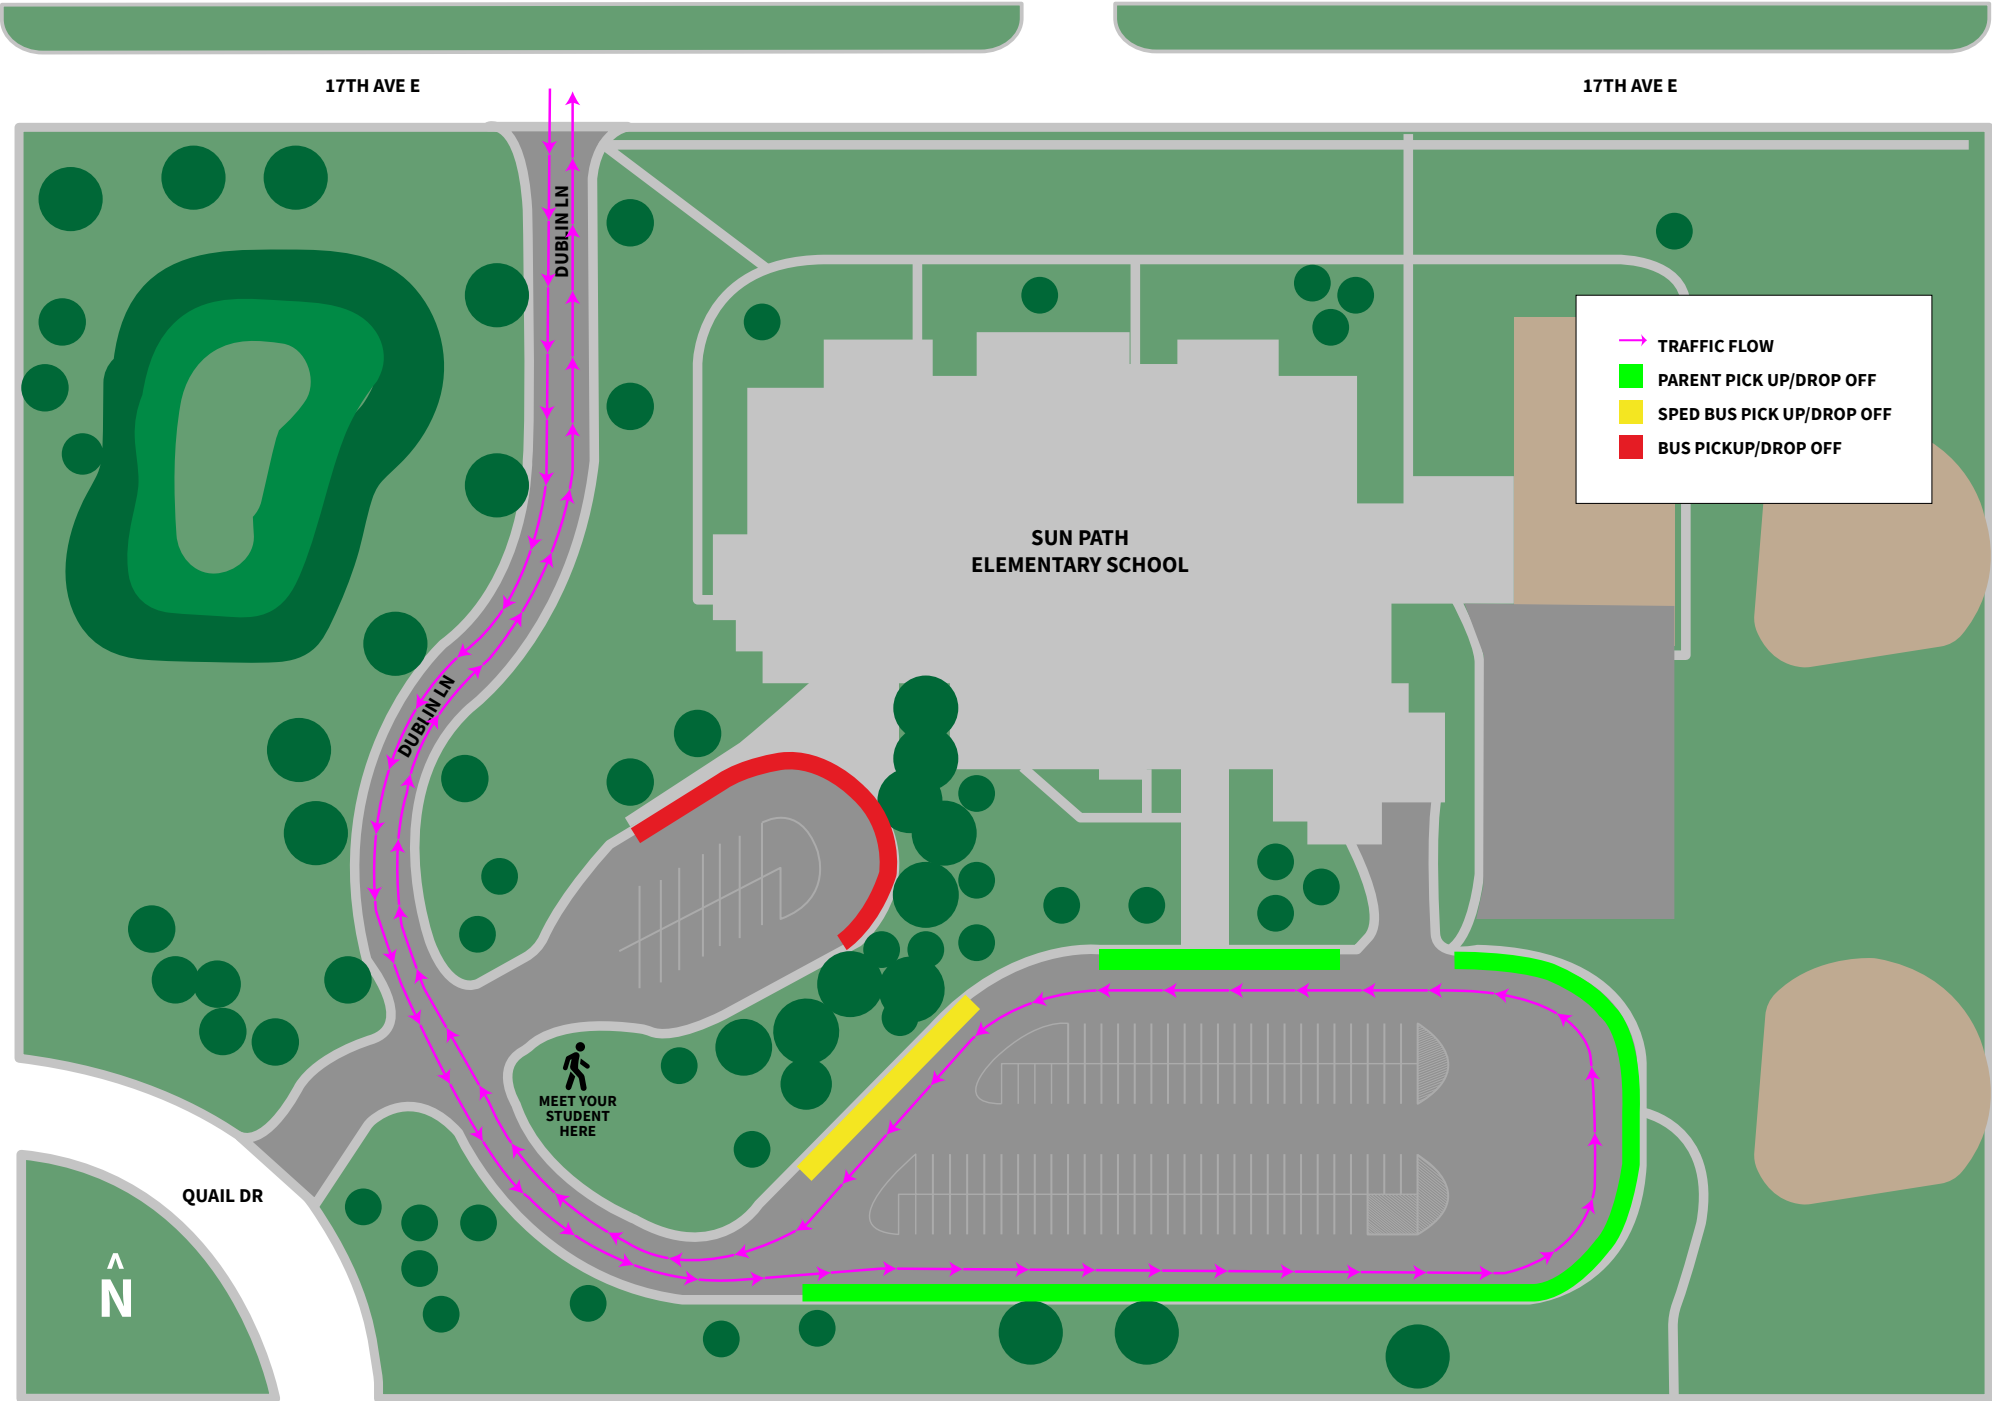 17TH AVE E
17TH AVE E
DUBLIN LN
TRAFFIC FLOW
PARENT PICK UP/DROP OFF
SPED BUS PICK UP/DROP OFF
BUS PICKUP/DROP OFF
SUN PATH
ELEMENTARY SCHOOL
DUBLIN LN
MEET YOUR
STUDENT
HERE
QUAIL DR
N